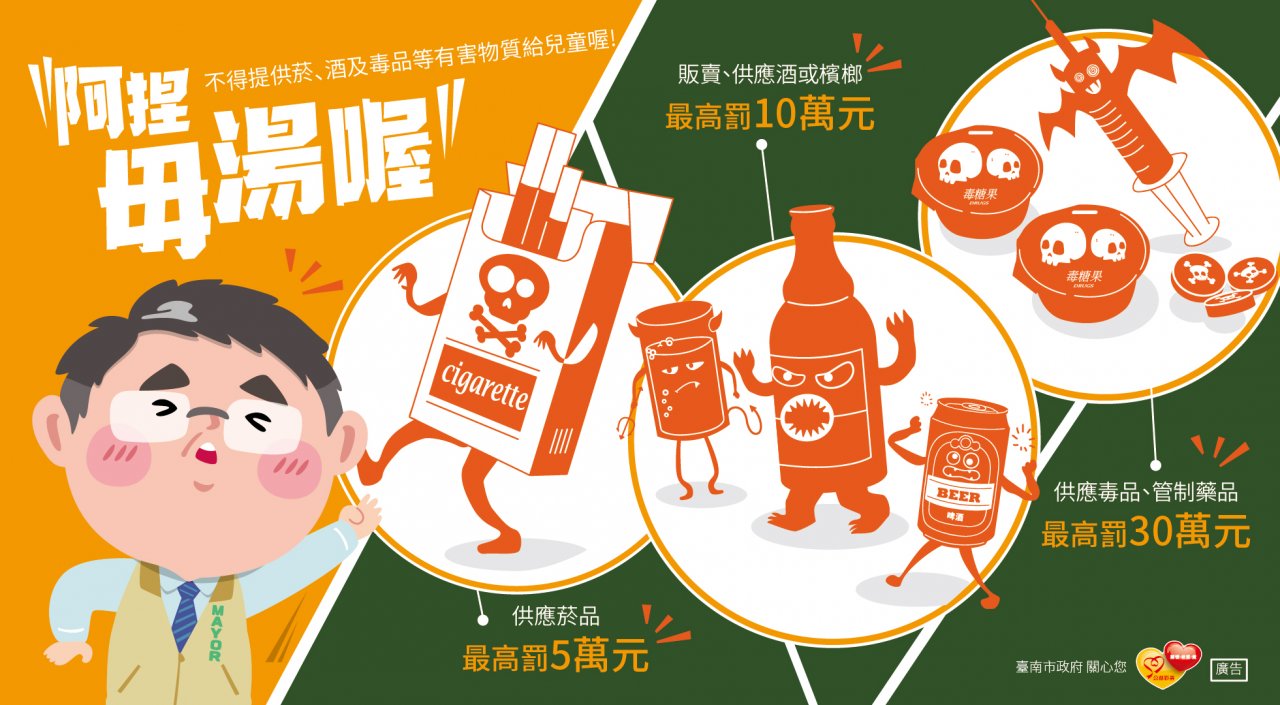 不得提供菸、酒及毒品等有害物質給兒童喔!
"阿捏
毋湯喔"
販賣、供應酒或檳榔
最高罰10萬元
毒糖果
DRUGS
毒糖果
DRUGS
cigarette
BEER
啤酒
供應毒品、管制藥品
最高罰30萬元
MAYOR
供應菸品
最高罰5萬元
臺南市政府 關心您
公益彩券
廣告